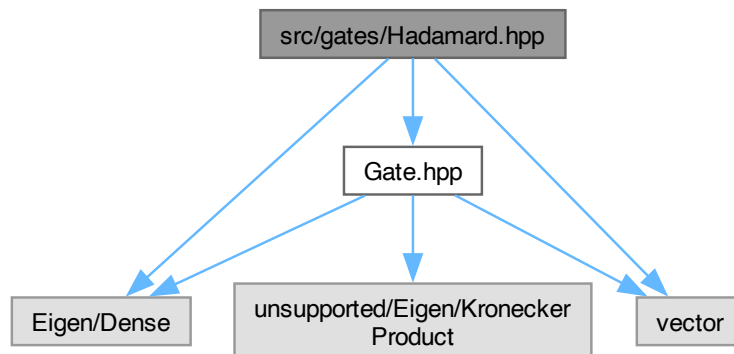 src/gates/Hadamard.hpp
Gate.hpp
Eigen/Dense
unsupported/Eigen/Kronecker
Product
vector